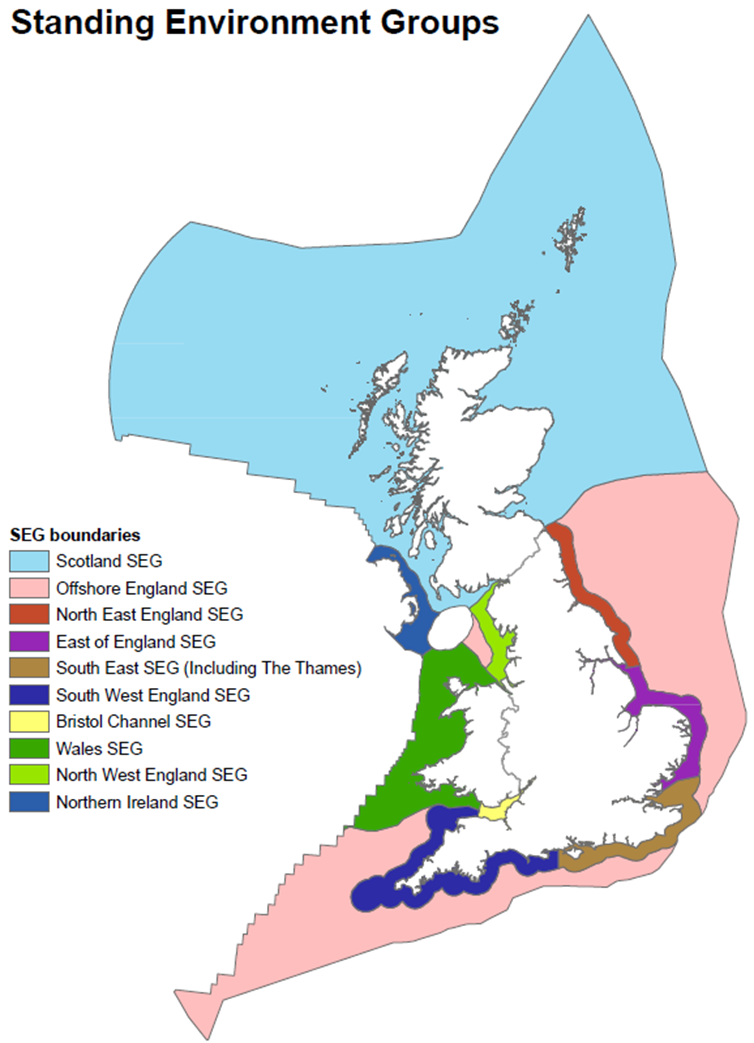 Standing Environment Groups
SEG boundaries
Scotland SEG
Offshore England SEG
North East England SEG
East of England SEG
South East SEG (Including The Thames)
South West England SEG
Bristol Channel SEG
Wales SEG
North West England SEG
Northern Ireland SEG